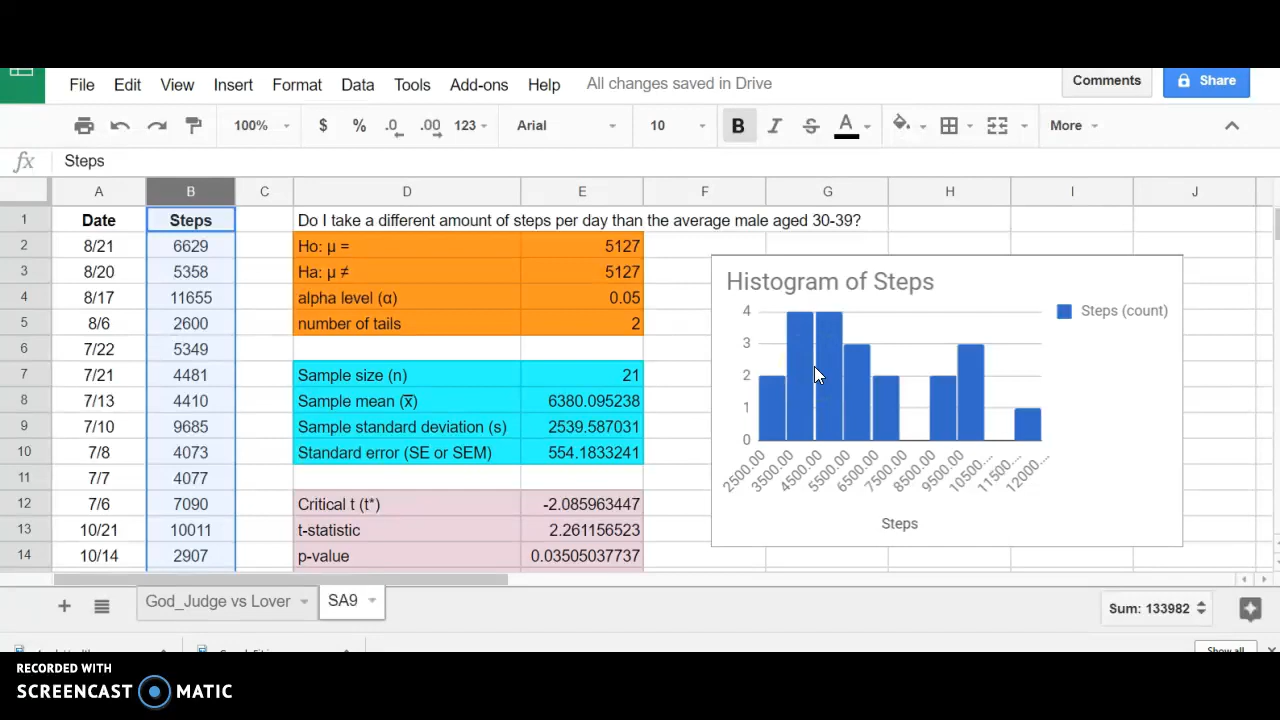 File Edit View Insert Format Data Tools Add-ons Help All changes saved in Drive Comments Share
100% $ % .0 .00 123 Arial 10 B I S A More
fx Steps
A B C D E F G H I J
1 Date Steps Do I take a different amount of steps per day than the average male aged 30-39?
2 8/21 6629 Ho: μ = 5127
3 8/20 5358 Ha: μ ≠ 5127
4 8/17 11655 alpha level (α) 0.05
5 8/6 2600 number of tails 2
6 7/22 5349
7 7/21 4481 Sample size (n) 21
8 7/13 4410 Sample mean (x̅) 6380.095238
9 7/10 9685 Sample standard deviation (s) 2539.587031
10 7/8 4073 Standard error (SE or SEM) 554.1833241
11 7/7 4077
12 7/6 7090 Critical t (t*) -2.085963447
13 10/21 10011 t-statistic 2.261156523
14 10/14 2907 p-value 0.03505037737
Histogram of Steps
Steps (count)
4
3
2
1
0
2500.00 3500.00 4500.00 5500.00 6500.00 7500.00 8500.00 9500.00 10500... 11500... 12000...
Steps
God_Judge vs Lover SA9 Sum: 133982
Show all
RECORDED WITH
SCREENCAST MATIC